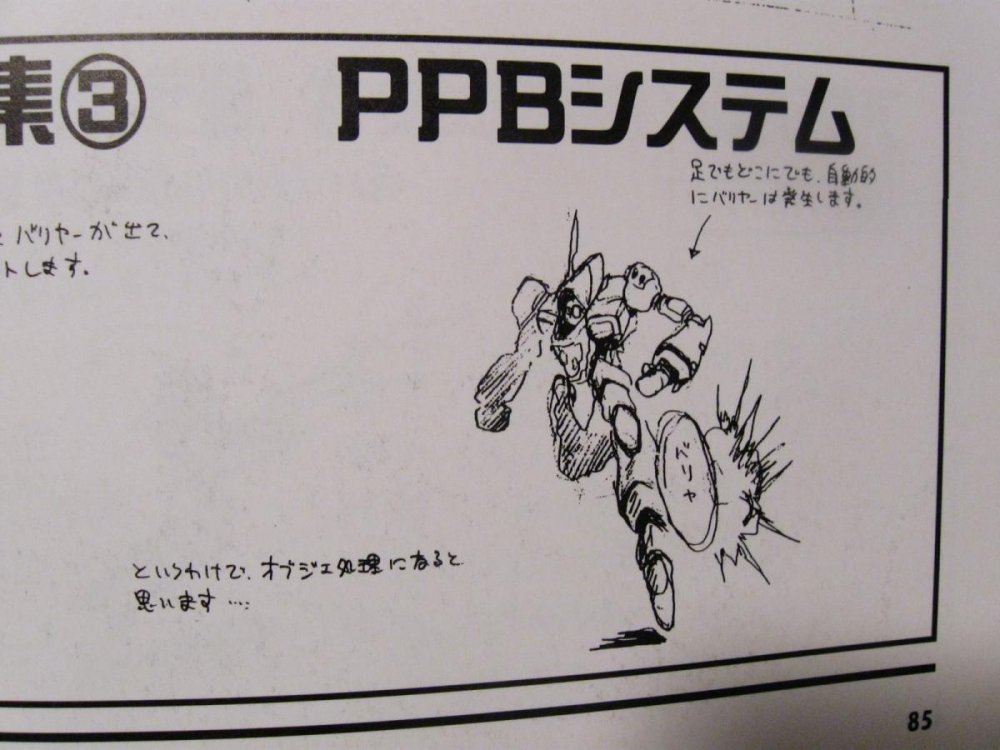 集③ PPBシステム
足でもどこにでも、自動的
にバリヤーは発生します。
バリヤーが出て、
トします。
バリヤ
というわけで、オブジェ処理になると
思います…
85